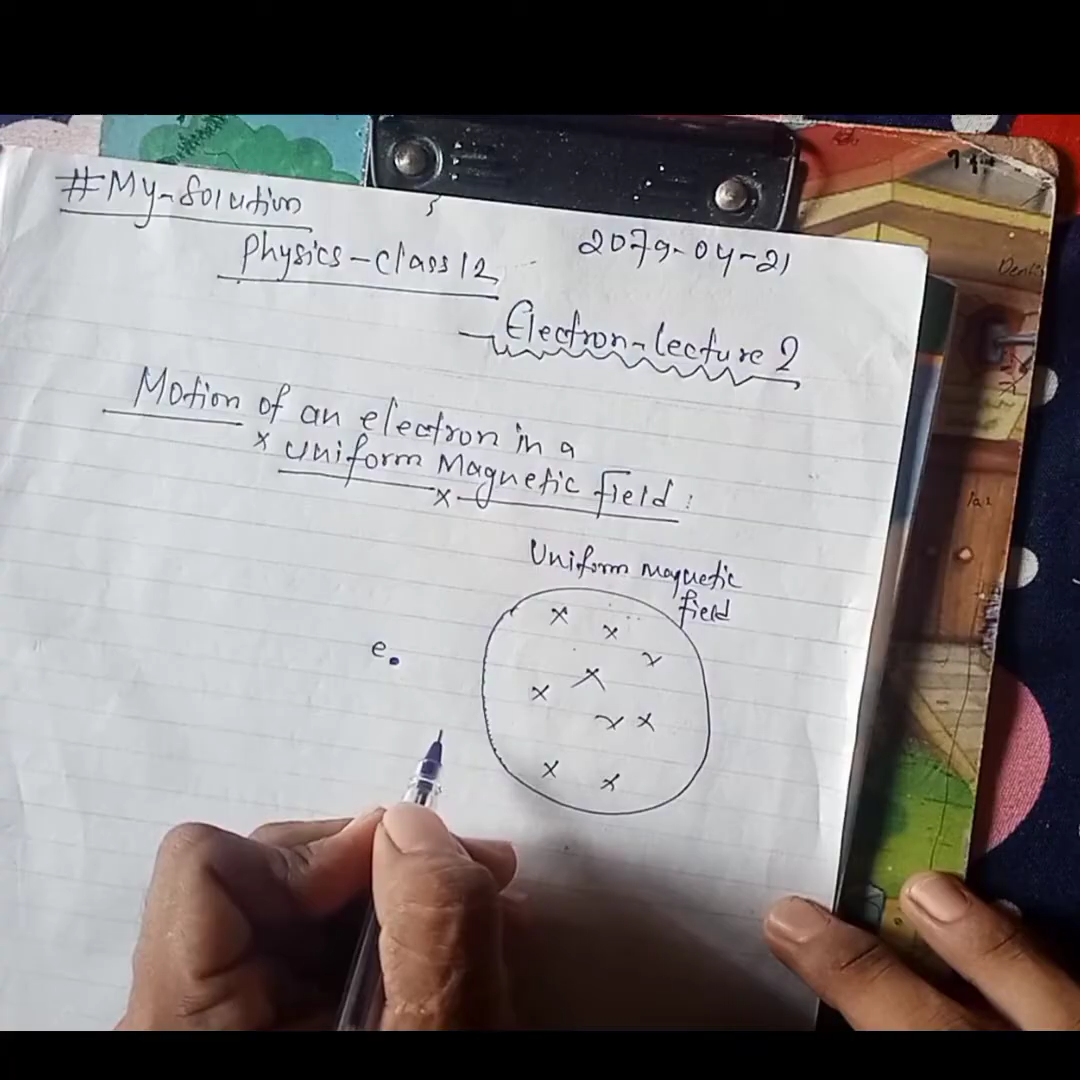 #My-Solution
Physics-class 12
2079-04-21
Electron-lecture 2
Motion of an electron in a
Uniform Magnetic field:
Uniform magnetic
field
e.